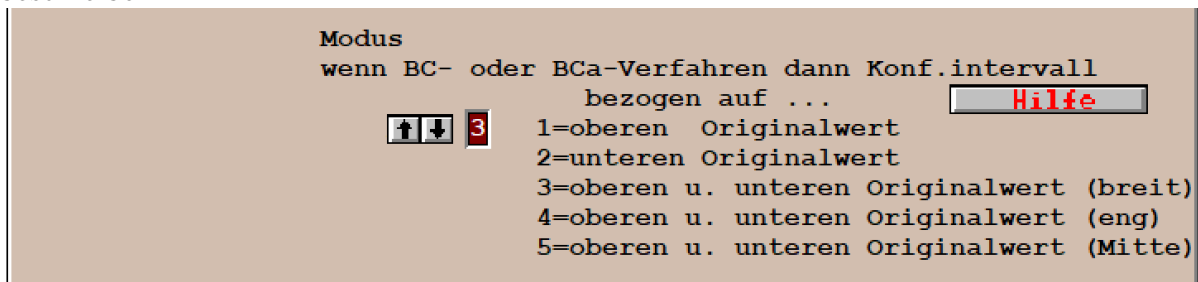 Modus
wenn BC- oder BCa-Verfahren dann Konf.intervall
bezogen auf ... Hilfe
3 1=oberen Originalwert
2=unteren Originalwert
3=oberen u. unteren Originalwert (breit)
4=oberen u. unteren Originalwert (eng)
5=oberen u. unteren Originalwert (Mitte)